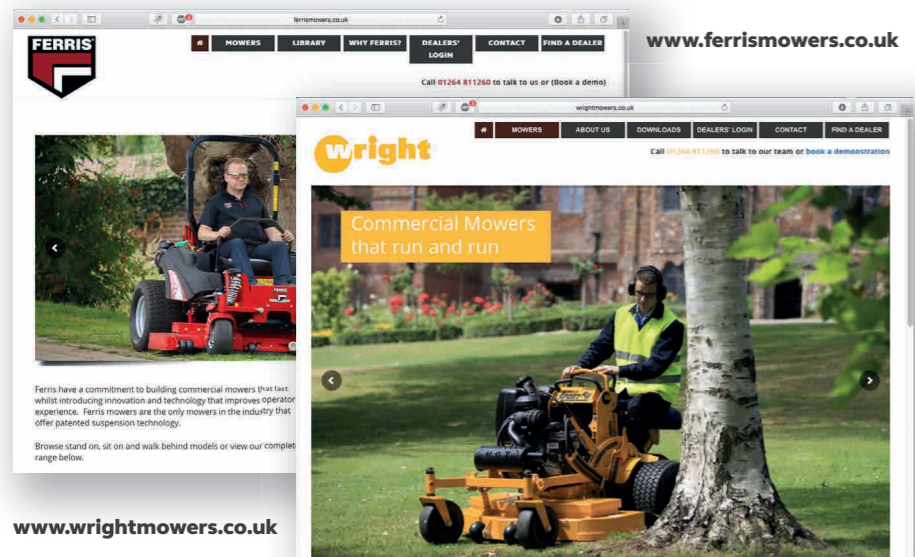 ferrismowers.co.uk
FERRIS
MOWERS
LIBRARY
WHY FERRIS?
DEALERS'
LOGIN
CONTACT
FIND A DEALER
Call 01264 811260 to talk to us or (Book a demo)
www.ferrismowers.co.uk
wrightmowers.co.uk
wright
MOWERS
ABOUT US
DOWNLOADS
DEALERS' LOGIN
CONTACT
FIND A DEALER
Call 01264 811260 to talk to our team or book a demonstration
Commercial Mowers
that run and run
FERRIS
Ferris have a commitment to building commercial mowers that last
whilst introducing innovation and technology that improves operator
experience. Ferris mowers are the only mowers in the industry that
offer patented suspension technology.
Browse stand on, sit on and walk behind models or view our
range below.
www.wrightmowers.co.uk